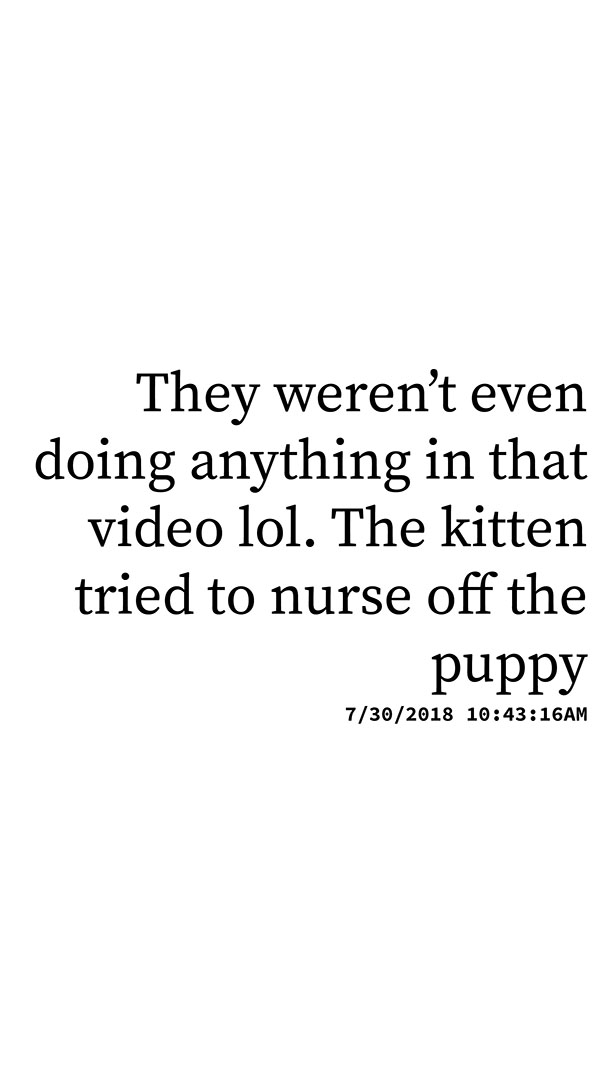 They weren’t even
doing anything in that
video lol. The kitten
tried to nurse off the
puppy
7/30/2018 10:43:16AM